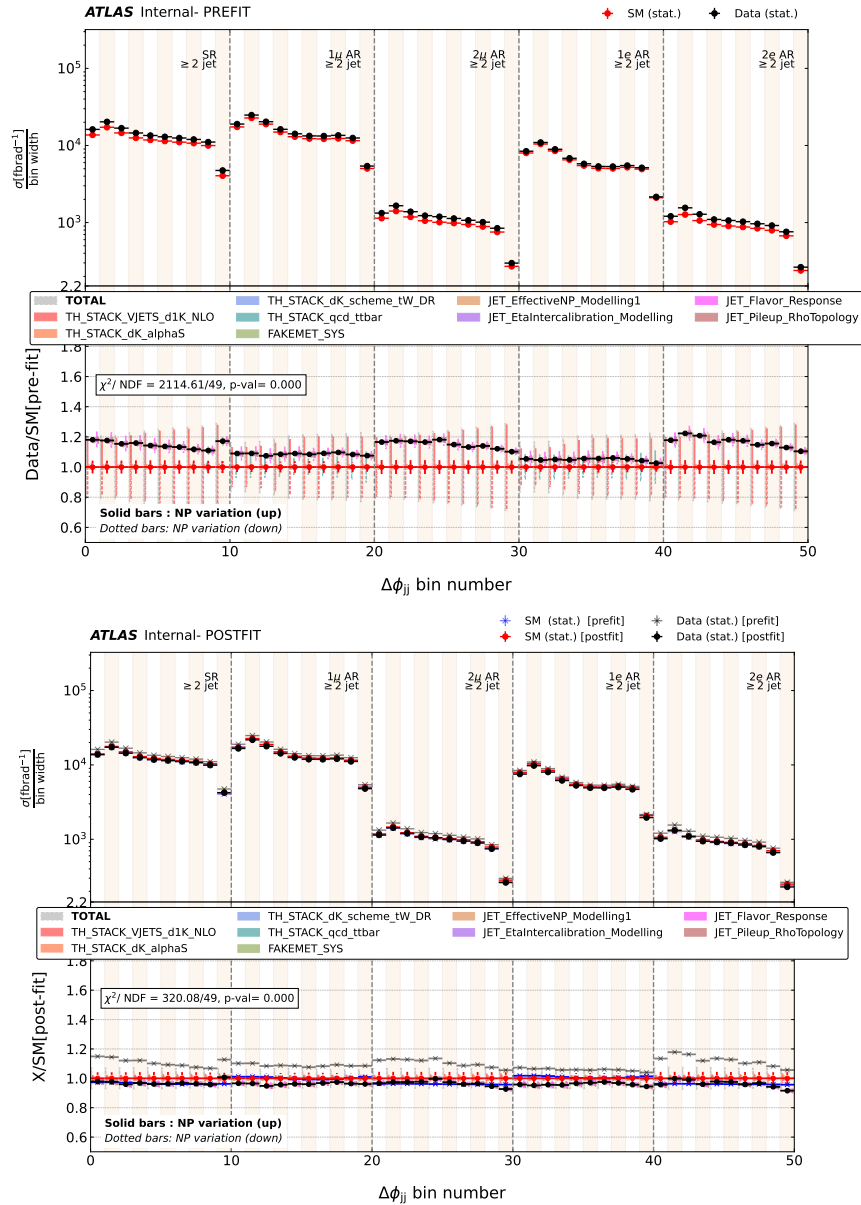 ATLAS Internal- PREFIT
SM (stat.) Data (stat.)
SR
≥ 2 jet
1μ AR
≥ 2 jet
2μ AR
≥ 2 jet
1e AR
≥ 2 jet
2e AR
≥ 2 jet
10⁵
10⁴
10³
2.2
σ[fbrad⁻¹]
bin width
TOTAL TH_STACK_dK_scheme_tW_DR JET_EffectiveNP_Modelling1 JET_Flavor_Response
TH_STACK_VJETS_d1K_NLO TH_STACK_qcd_ttbar JET_EtaIntercalibration_Modelling JET_Pileup_RhoTopology
TH_STACK_dK_alphaS FAKEMET_SYS
1.8
1.6
1.4
1.2
1.0
0.8
0.6
Data/SM[pre-fit]
χ²/ NDF = 2114.61/49, p-val= 0.000
Solid bars : NP variation (up)
Dotted bars: NP variation (down)
0 10 20 30 40 50
Δϕjj bin number
ATLAS Internal- POSTFIT
SM (stat.) [prefit] Data (stat.) [prefit]
SM (stat.) [postfit] Data (stat.) [postfit]
SR
≥ 2 jet
1μ AR
≥ 2 jet
2μ AR
≥ 2 jet
1e AR
≥ 2 jet
2e AR
≥ 2 jet
10⁵
10⁴
10³
2.2
σ[fbrad⁻¹]
bin width
TOTAL TH_STACK_dK_scheme_tW_DR JET_EffectiveNP_Modelling1 JET_Flavor_Response
TH_STACK_VJETS_d1K_NLO TH_STACK_qcd_ttbar JET_EtaIntercalibration_Modelling JET_Pileup_RhoTopology
TH_STACK_dK_alphaS FAKEMET_SYS
1.8
1.6
1.4
1.2
1.0
0.8
0.6
X/SM[post-fit]
χ²/ NDF = 320.08/49, p-val= 0.000
Solid bars : NP variation (up)
Dotted bars: NP variation (down)
0 10 20 30 40 50
Δϕjj bin number